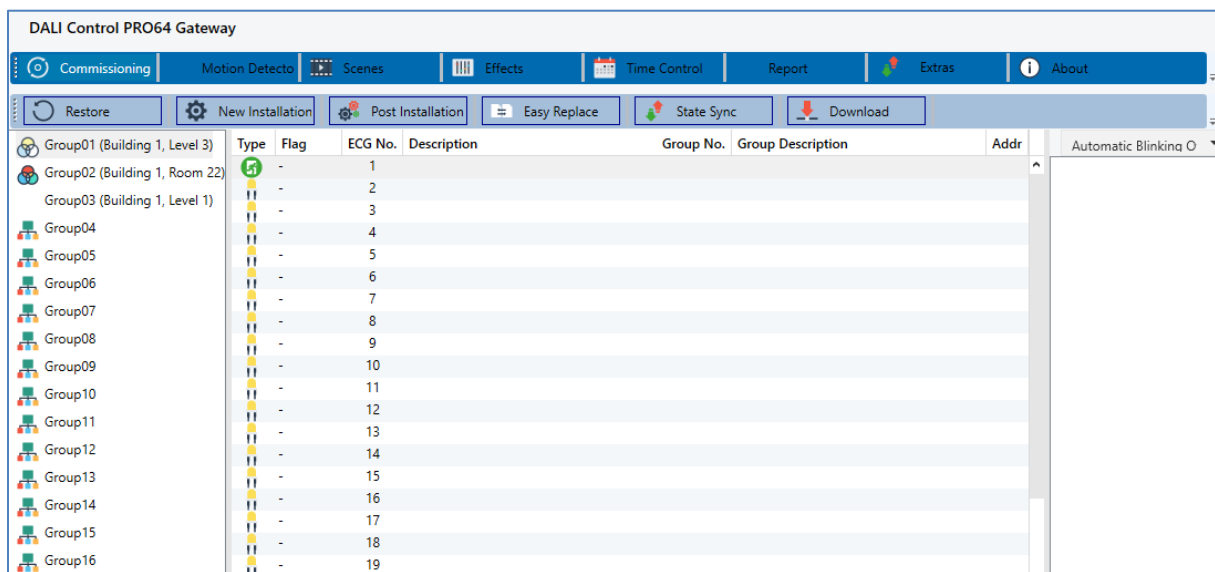 DALI Control PRO64 Gateway
Commissioning Motion Detecto Scenes Effects Time Control Report Extras About
Restore New Installation Post Installation Easy Replace State Sync Download
Type Flag ECG No. Description Group No. Group Description Addr Automatic Blinking O
Group01 (Building 1, Level 3)
Group02 (Building 1, Room 22)
Group03 (Building 1, Level 1)
Group04
Group05
Group06
Group07
Group08
Group09
Group10
Group11
Group12
Group13
Group14
Group15
Group16
- 1
- 2
- 3
- 4
- 5
- 6
- 7
- 8
- 9
- 10
- 11
- 12
- 13
- 14
- 15
- 16
- 17
- 18
- 19